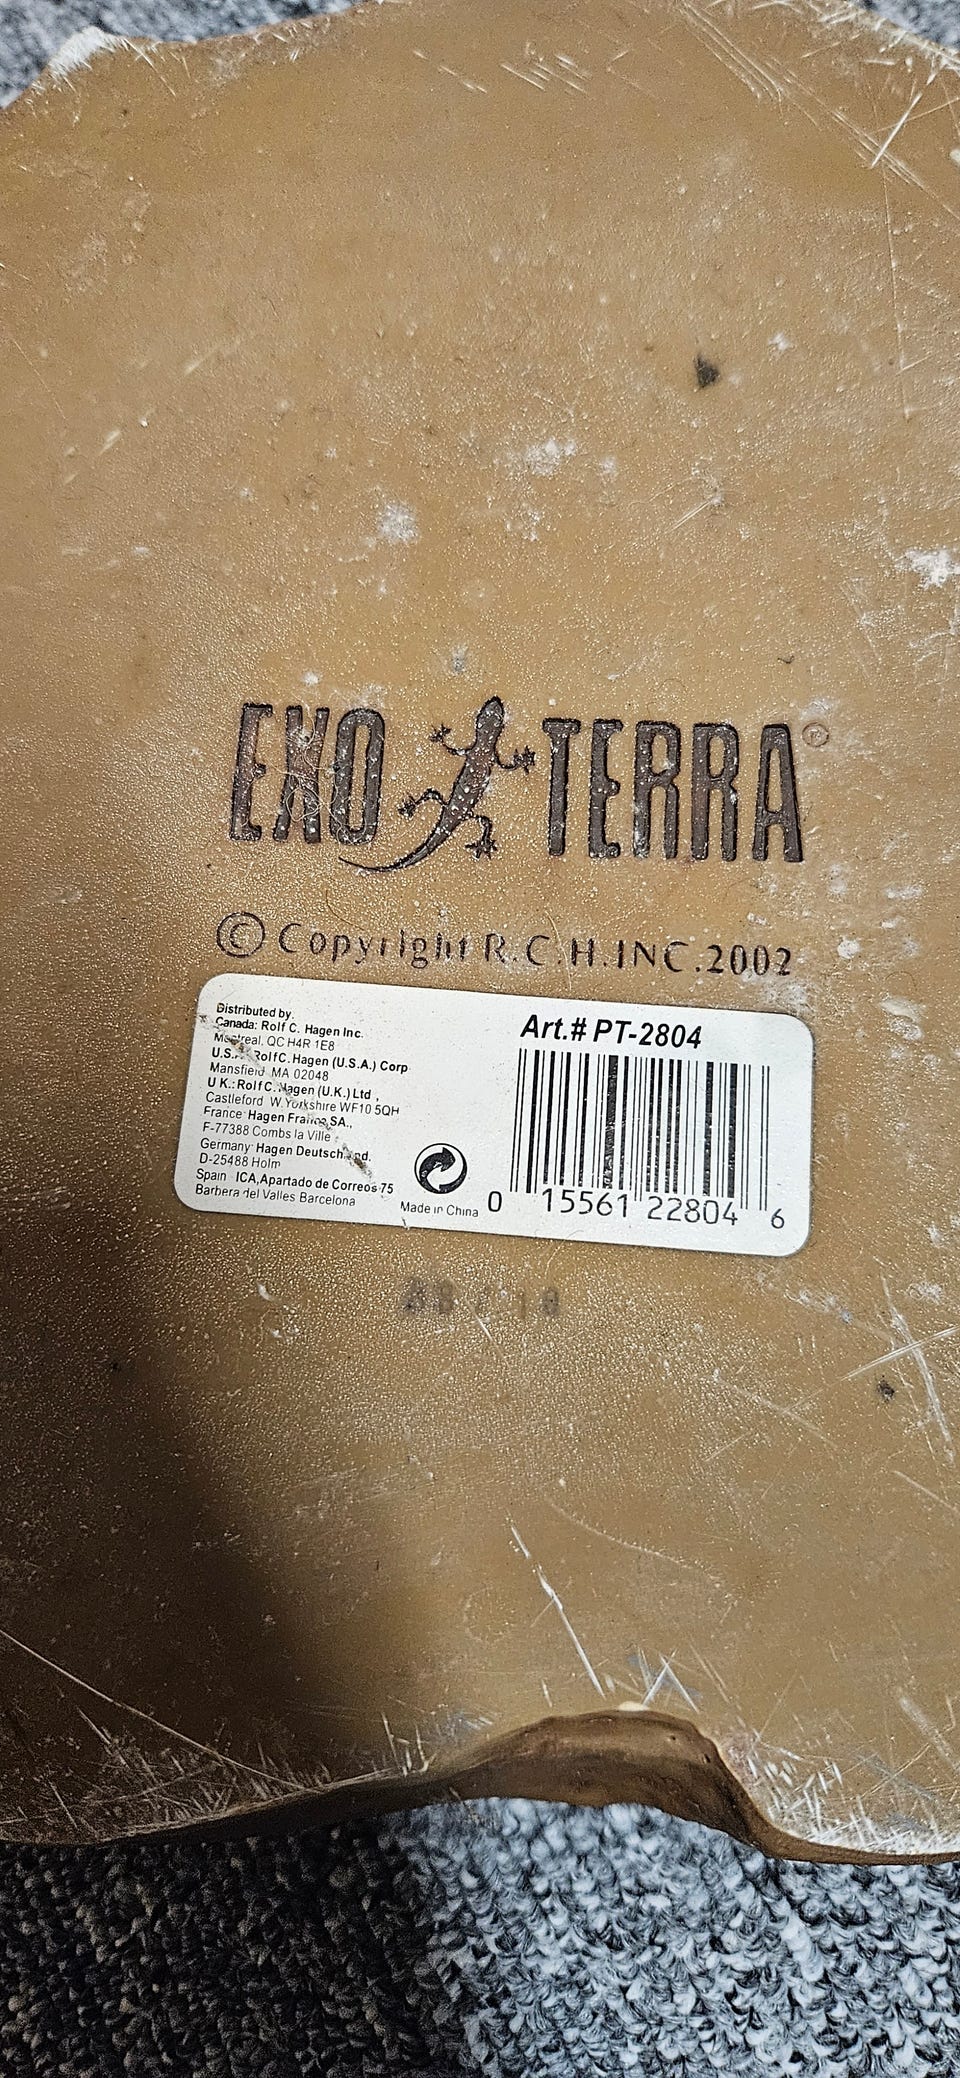 EXO TERRA®
© Copyright R.C.H.INC.2002
Distributed by.
Canada: Rolf C. Hagen Inc.
Montreal, QC H4R 1E8
U.S.A. Rolf C. Hagen (U.S.A.) Corp
Mansfield MA 02048
U K.: Rolf C. Hagen (U.K.) Ltd ,
Castleford W. Yorkshire WF10 5QH
France Hagen France SA.,
F-77388 Combs la Ville
Germany Hagen Deutschland.
D-25488 Holm
Spain ICA,Apartado de Correos 75
Barbera del Valles Barcelona
Made in China
Art.# PT-2804
0 15561 22804 6